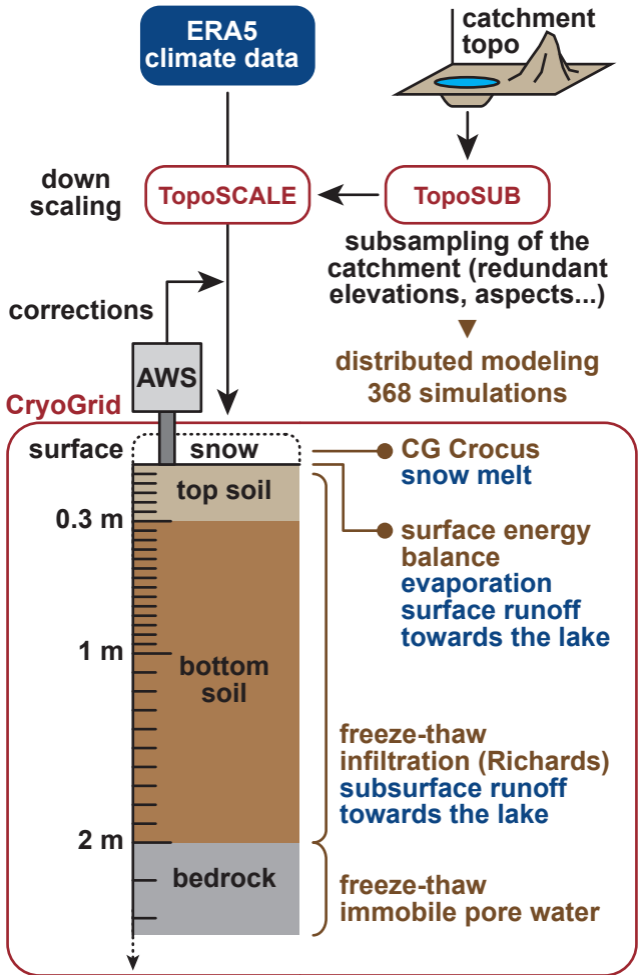 ERA5
climate data
catchment
topo
down
scaling
TopoSCALE
TopoSUB
subsampling of the
catchment (redundant
elevations, aspects...)
corrections
distributed modeling
368 simulations
AWS
CryoGrid
surface
snow
CG Crocus
snow melt
top soil
0.3 m
surface energy
balance
evaporation
surface runoff
towards the lake
1 m
bottom
soil
freeze-thaw
infiltration (Richards)
subsurface runoff
towards the lake
2 m
bedrock
freeze-thaw
immobile pore water